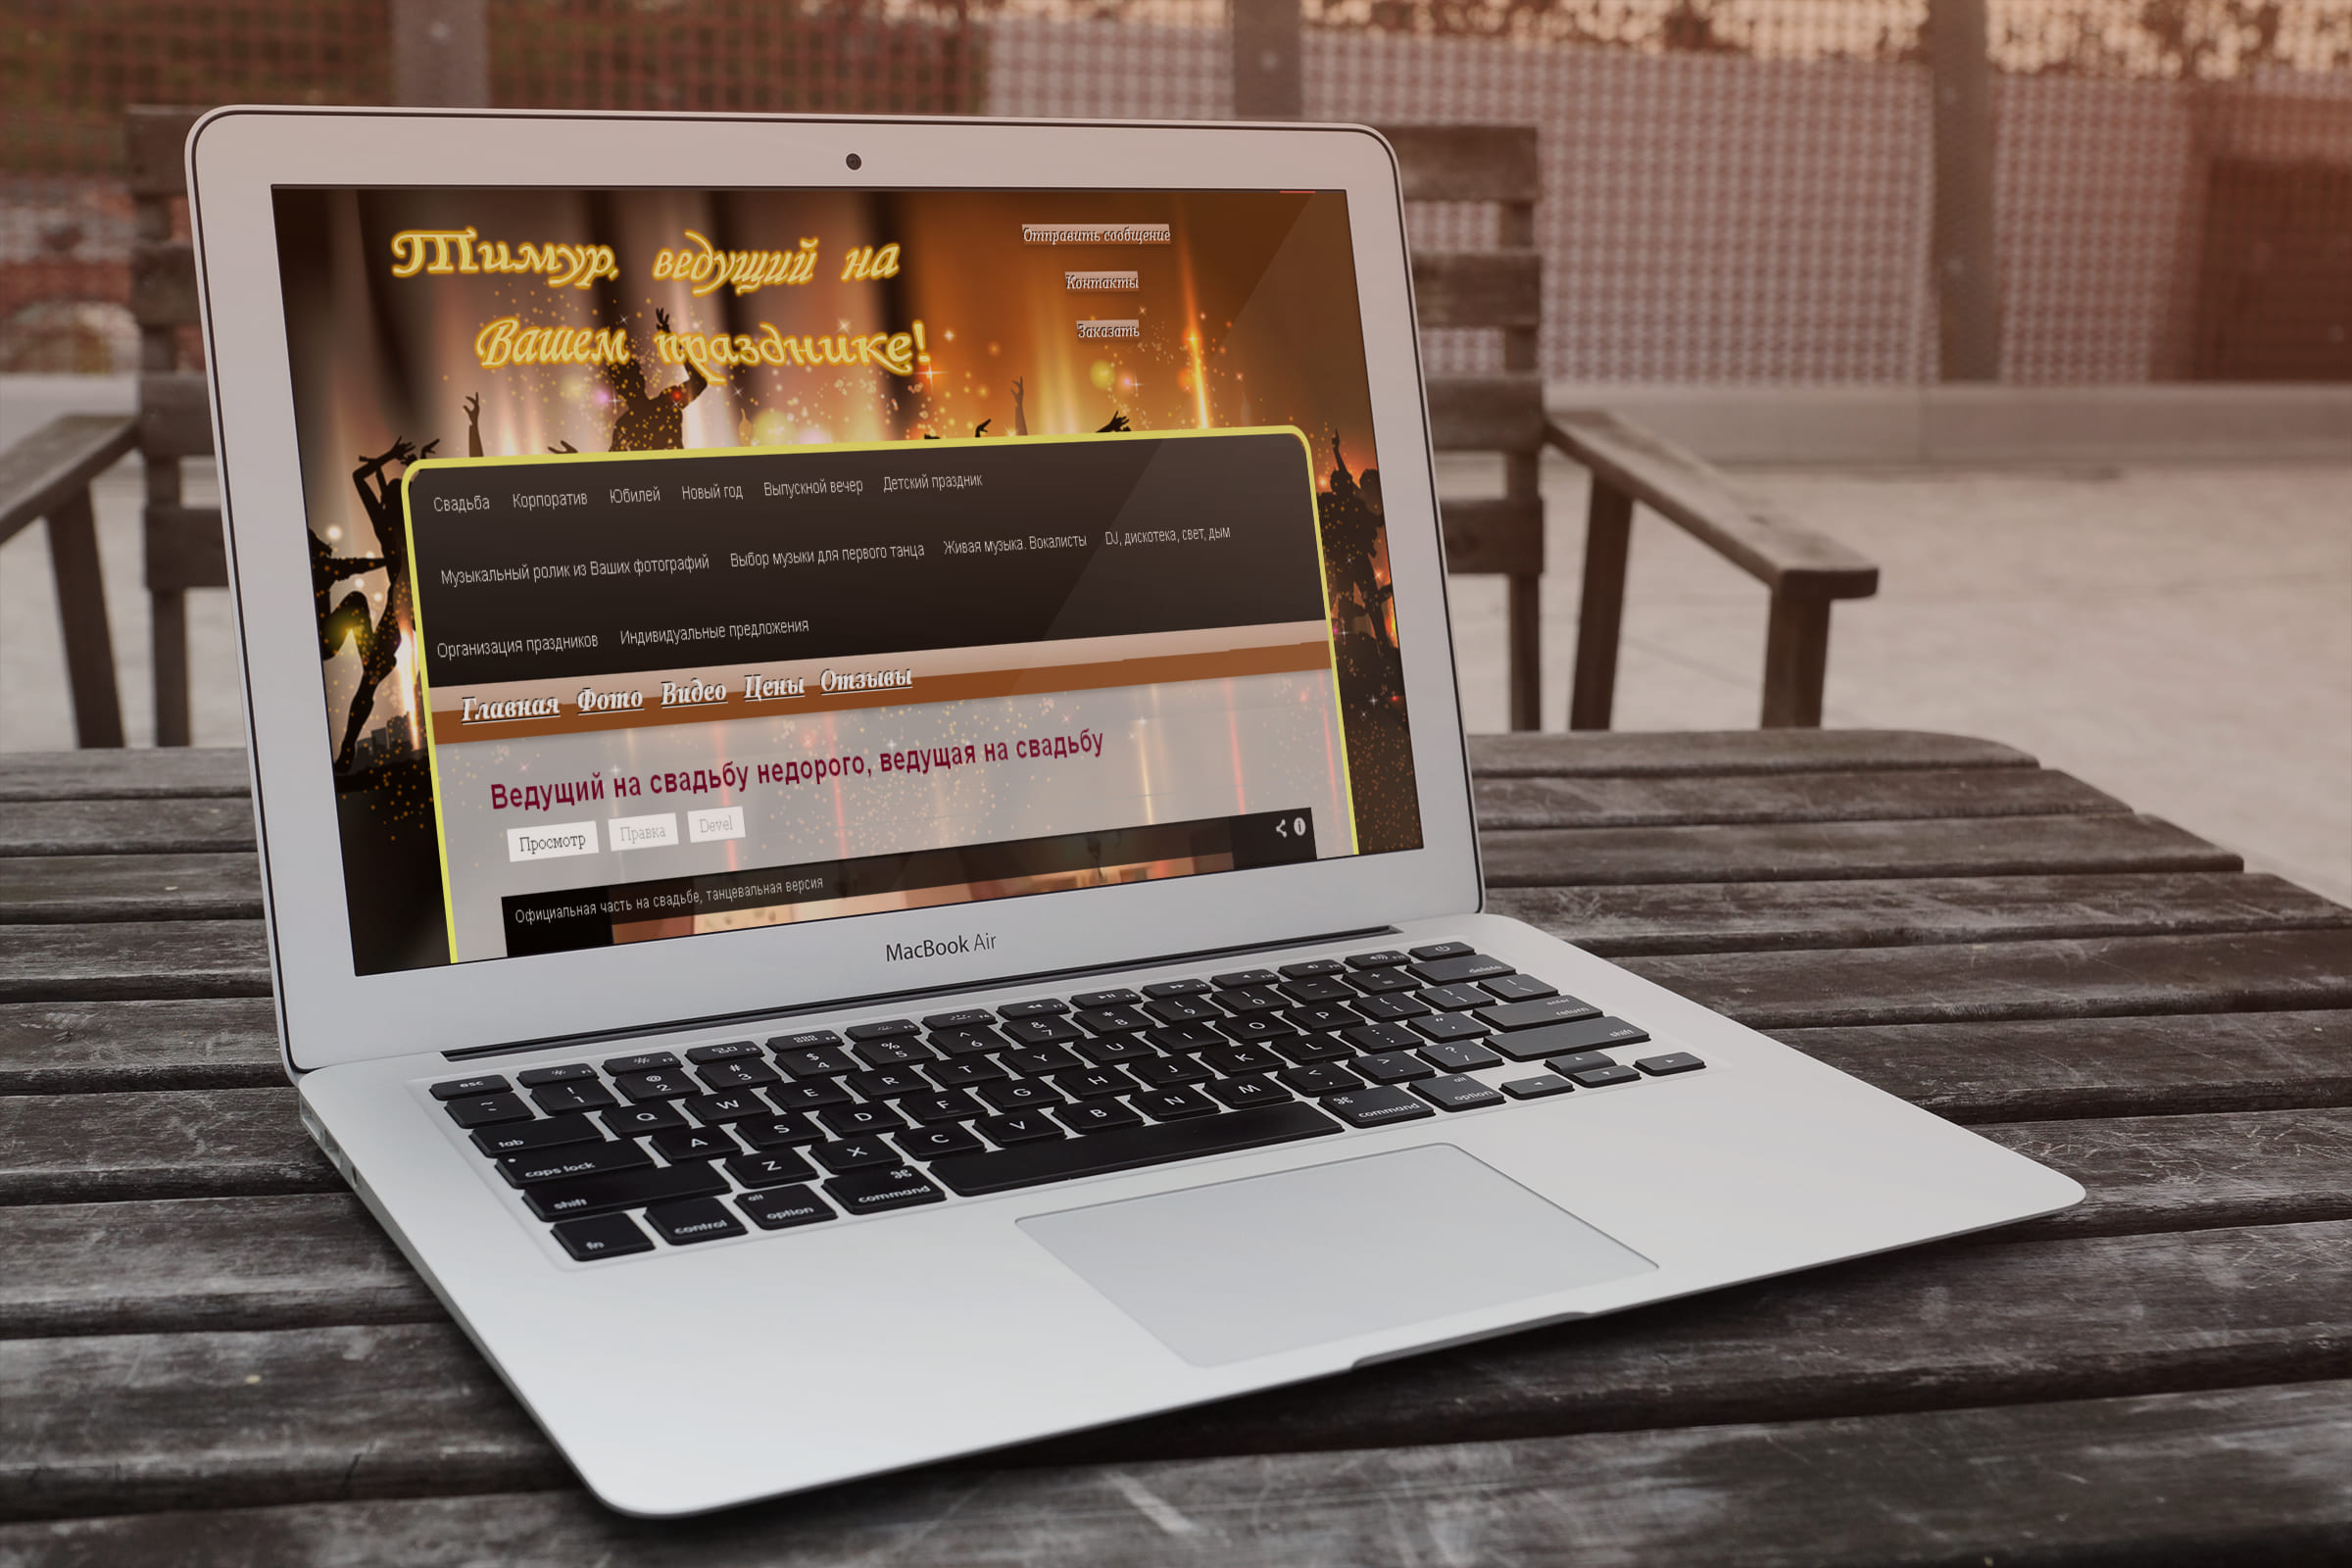 Тимур, ведущий на
Вашем празднике!
Отправить сообщение
Контакты
Заказать
Свадьба Корпоратив Юбилей Новый год Выпускной вечер Детский праздник
Музыкальный ролик из Ваших фотографий Выбор музыки для первого танца Живая музыка. Вокалисты DJ, дискотека, свет, дым
Организация праздников Индивидуальные предложения
Главная Фото Видео Цены Отзывы
Ведущий на свадьбу недорого, ведущая на свадьбу
Просмотр Правка Devel
Официальная часть на свадьбе, танцевальная версия
MacBook Air
esc
~ ! 1 @ 2 # 3 $ 4 % 5 ^ 6 & 7 * 8 ( 9 ) 0 - + = delete
tab Q W E R T Y U I O P { [ } ] | \
caps lock A S D F G H J K L : ; " ' enter return
shift Z X C V B N M < , > . ? / shift
fn control alt option ⌘ command ⌘ command alt option